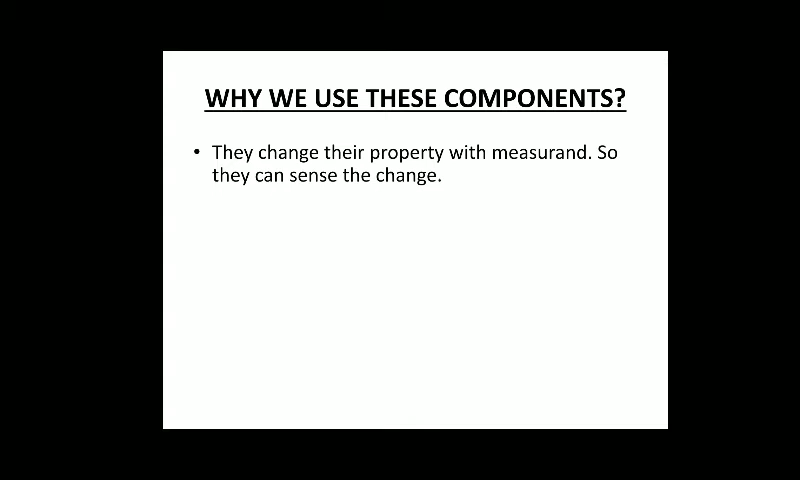 WHY WE USE THESE COMPONENTS?
• They change their property with measurand. So
they can sense the change.